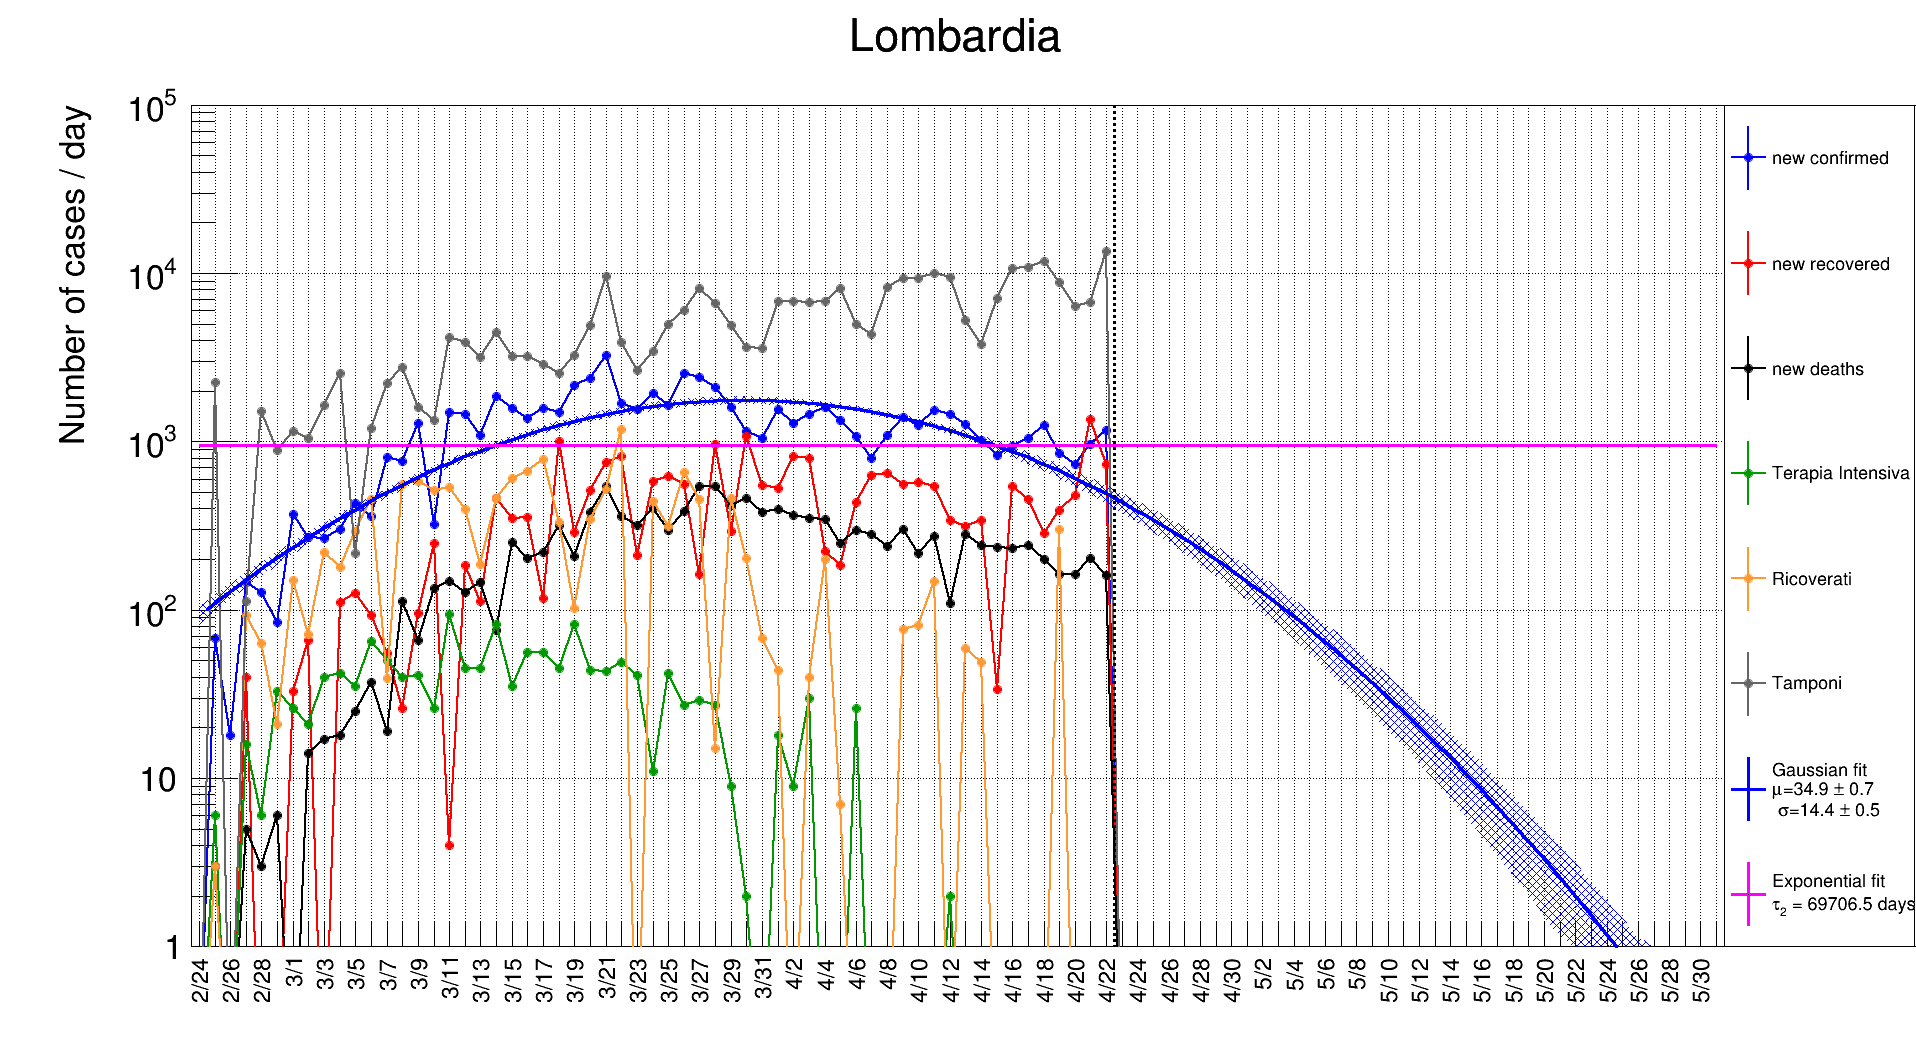 Lombardia
Number of cases / day
10^5
10^4
10^3
10^2
10
1
2/24 2/26 2/28 3/1 3/3 3/5 3/7 3/9 3/11 3/13 3/15 3/17 3/19 3/21 3/23 3/25 3/27 3/29 3/31 4/2 4/4 4/6 4/8 4/10 4/12 4/14 4/16 4/18 4/20 4/22 4/24 4/26 4/28 4/30 5/2 5/4 5/6 5/8 5/10 5/12 5/14 5/16 5/18 5/20 5/22 5/24 5/26 5/28 5/30
new confirmed
new recovered
new deaths
Terapia Intensiva
Ricoverati
Tamponi
Gaussian fit
μ=34.9 ± 0.7
σ=14.4 ± 0.5
Exponential fit
τ_2 = 69706.5 days